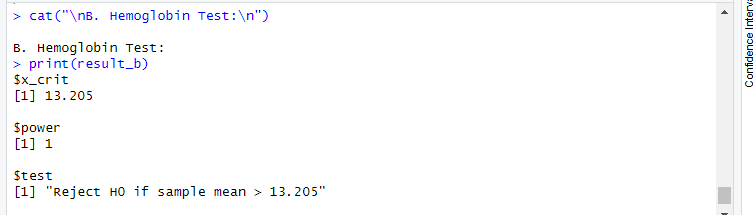 > cat("\nB. Hemoglobin Test:\n")
B. Hemoglobin Test:
> print(result_b)
$x_crit
[1] 13.205
$power
[1] 1
$test
[1] "Reject H0 if sample mean > 13.205"
Confidence Interv